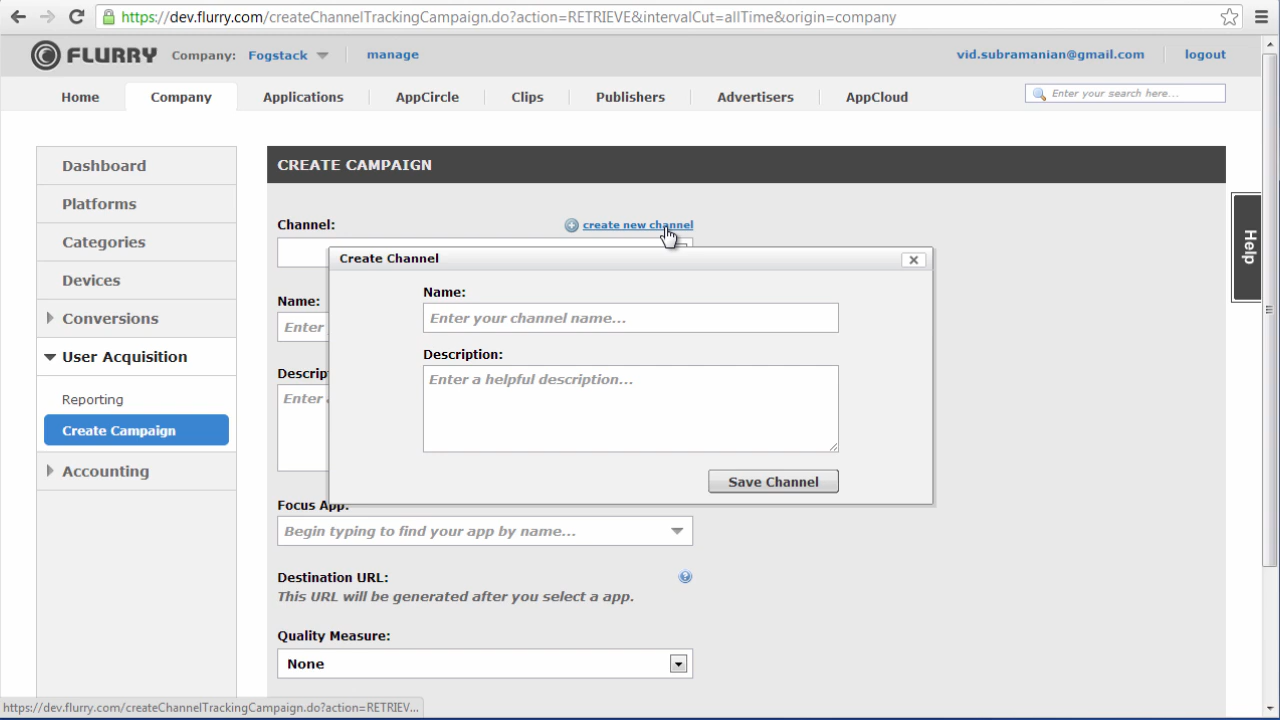 https://dev.flurry.com/createChannelTrackingCampaign.do?action=RETRIEVE&intervalCut=allTime&origin=company
FLURRY Company: Fogstack manage vid.subramanian@gmail.com logout
Home Company Applications AppCircle Clips Publishers Advertisers AppCloud Enter your search here...
Dashboard
Platforms
Categories
Devices
Conversions
User Acquisition
Reporting
Create Campaign
Accounting
CREATE CAMPAIGN
Channel: create new channel
Name:
Enter
Descrip
Enter a
Create Channel
Name:
Enter your channel name...
Description:
Enter a helpful description...
Save Channel
Focus App:
Begin typing to find your app by name...
Destination URL:
This URL will be generated after you select a app.
Quality Measure:
None
Help
https://dev.flurry.com/createChannelTrackingCampaign.do?action=RETRIEV...